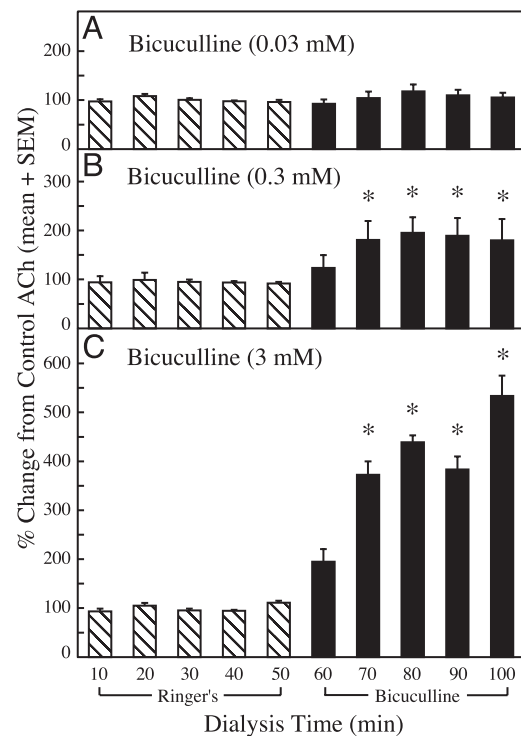 % Change from Control ACh (mean + SEM)
A Bicuculline (0.03 mM)
200
100
0
B Bicuculline (0.3 mM)
300
200
100
0
* * * *
C Bicuculline (3 mM)
600
500
400
300
200
100
0
* * * *
10 20 30 40 50 60 70 80 90 100
Ringer's Bicuculline
Dialysis Time (min)